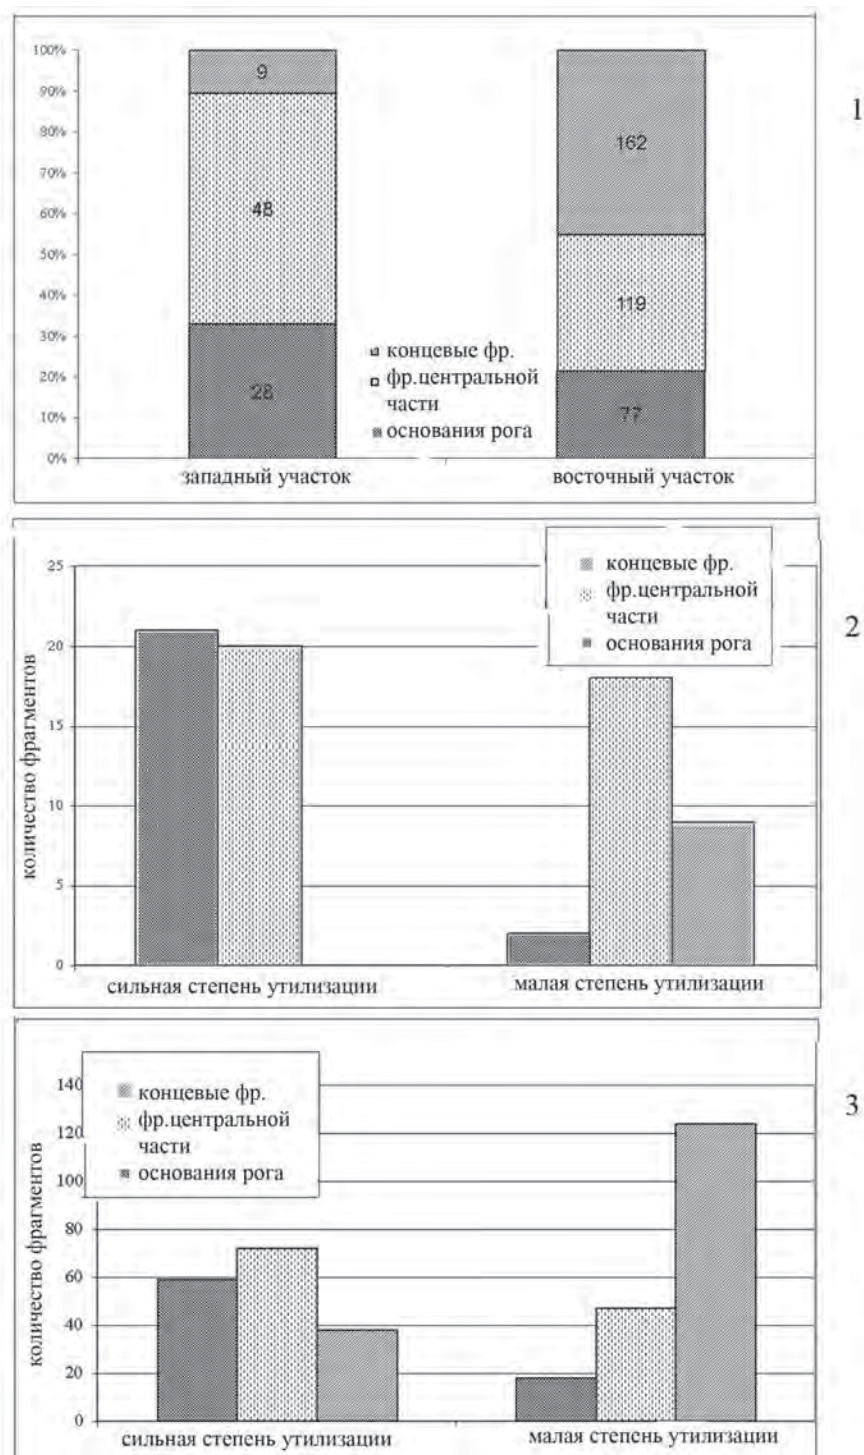 1
100%
90%
80%
70%
60%
50%
40%
30%
20%
10%
0%
9
48
28
162
119
77
концевые фр.
фр.центральной
части
основания рога
западный участок
восточный участок
2
количество фрагментов
25
20
15
10
5
0
концевые фр.
фр.центральной
части
основания рога
сильная степень утилизации
малая степень утилизации
3
количество фрагментов
140
120
100
80
60
40
20
0
концевые фр.
фр.центральной
части
основания рога
сильная степень утилизации
малая степень утилизации